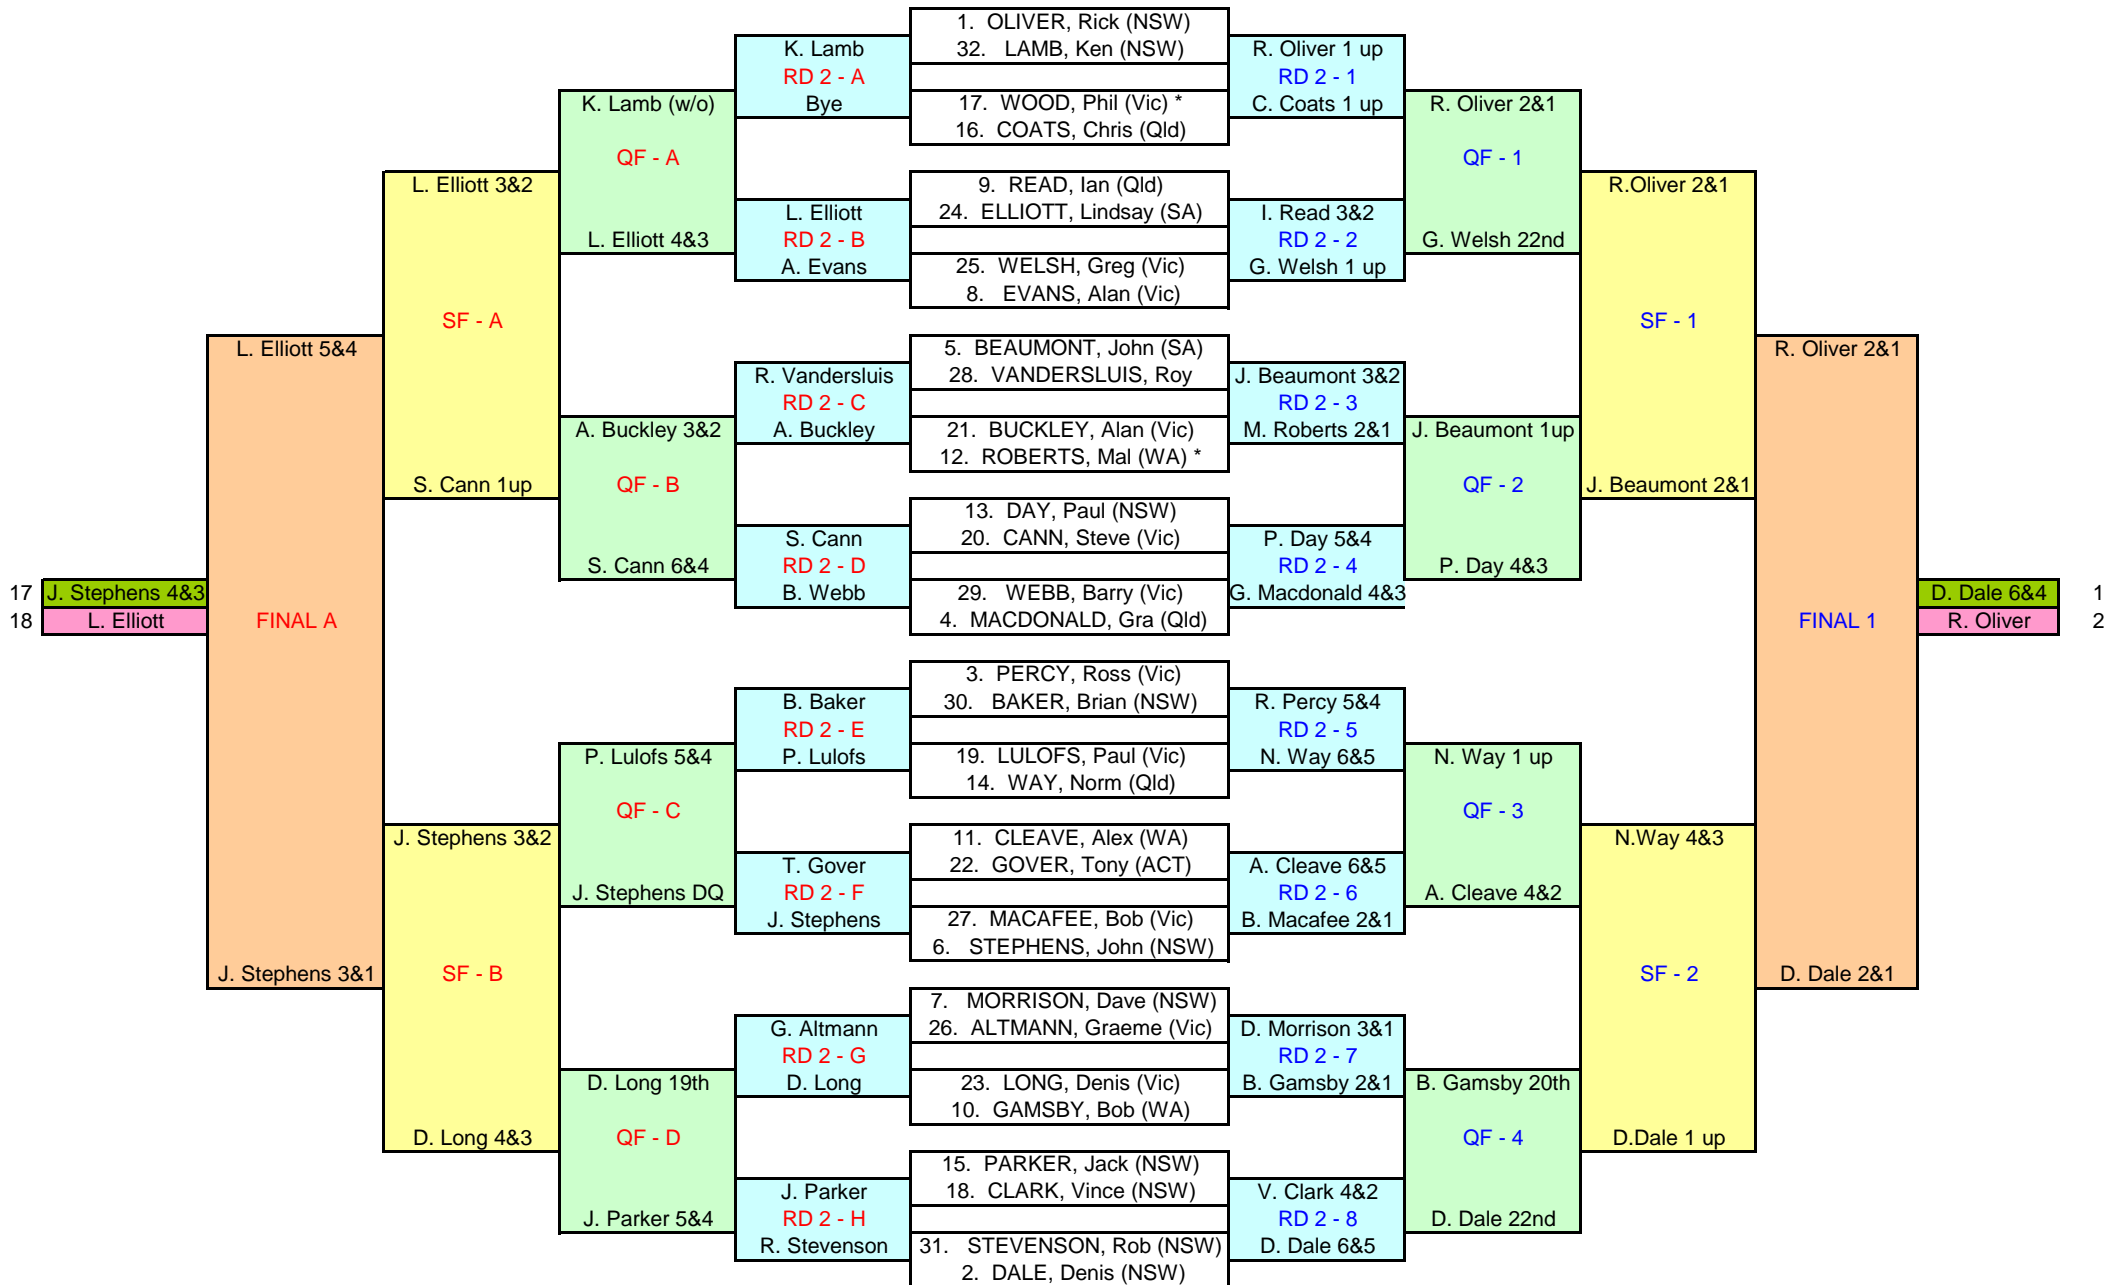 1. OLIVER, Rick (NSW)
K. Lamb
32. LAMB, Ken (NSW)
R. Oliver 1 up
RD 2 - A
RD 2 - 1
K. Lamb (w/o)
Bye
17. WOOD, Phil (Vic) *
C. Coats 1 up
R. Oliver 2&1
16. COATS, Chris (Qld)
QF - A
QF - 1
L. Elliott 3&2
9. READ, Ian (Qld)
R.Oliver 2&1
L. Elliott
24. ELLIOTT, Lindsay (SA)
I. Read 3&2
L. Elliott 4&3
RD 2 - B
RD 2 - 2
G. Welsh 22nd
A. Evans
25. WELSH, Greg (Vic)
G. Welsh 1 up
8. EVANS, Alan (Vic)
SF - A
SF - 1
L. Elliott 5&4
5. BEAUMONT, John (SA)
R. Oliver 2&1
R. Vandersluis
28. VANDERSLUIS, Roy
J. Beaumont 3&2
RD 2 - C
RD 2 - 3
A. Buckley 3&2
A. Buckley
21. BUCKLEY, Alan (Vic)
M. Roberts 2&1
J. Beaumont 1up
12. ROBERTS, Mal (WA) *
S. Cann 1up
QF - B
QF - 2
J. Beaumont 2&1
13. DAY, Paul (NSW)
S. Cann
20. CANN, Steve (Vic)
P. Day 5&4
S. Cann 6&4
RD 2 - D
RD 2 - 4
P. Day 4&3
17
J. Stephens 4&3
B. Webb
29. WEBB, Barry (Vic)
G. Macdonald 4&3
D. Dale 6&4
1
18
L. Elliott
FINAL A
4. MACDONALD, Gra (Qld)
FINAL 1
R. Oliver
2
3. PERCY, Ross (Vic)
B. Baker
30. BAKER, Brian (NSW)
R. Percy 5&4
RD 2 - E
RD 2 - 5
P. Lulofs 5&4
P. Lulofs
19. LULOFS, Paul (Vic)
N. Way 6&5
N. Way 1 up
14. WAY, Norm (Qld)
QF - C
QF - 3
J. Stephens 3&2
11. CLEAVE, Alex (WA)
N.Way 4&3
T. Gover
22. GOVER, Tony (ACT)
A. Cleave 6&5
J. Stephens DQ
RD 2 - F
RD 2 - 6
A. Cleave 4&2
J. Stephens
27. MACAFEE, Bob (Vic)
B. Macafee 2&1
6. STEPHENS, John (NSW)
J. Stephens 3&1
SF - B
SF - 2
D. Dale 2&1
7. MORRISON, Dave (NSW)
G. Altmann
26. ALTMANN, Graeme (Vic)
D. Morrison 3&1
RD 2 - G
RD 2 - 7
D. Long 19th
D. Long
23. LONG, Denis (Vic)
B. Gamsby 2&1
B. Gamsby 20th
10. GAMSBY, Bob (WA)
D. Long 4&3
QF - D
QF - 4
D.Dale 1 up
15. PARKER, Jack (NSW)
J. Parker
18. CLARK, Vince (NSW)
V. Clark 4&2
J. Parker 5&4
RD 2 - H
RD 2 - 8
D. Dale 22nd
R. Stevenson
31. STEVENSON, Rob (NSW)
D. Dale 6&5
2. DALE, Denis (NSW)